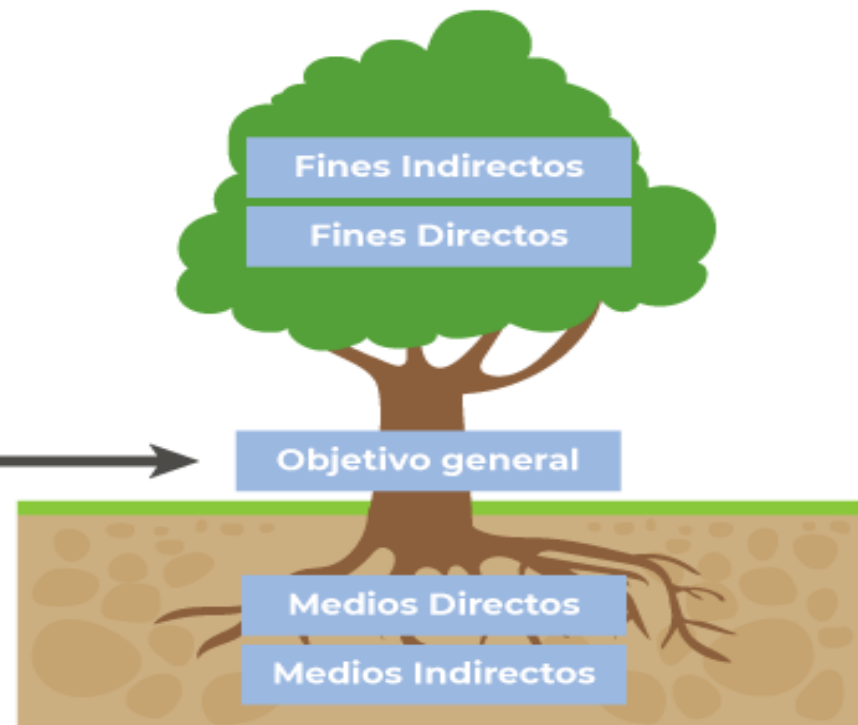 Fines Indirectos
Fines Directos
Objetivo general
Medios Directos
Medios Indirectos